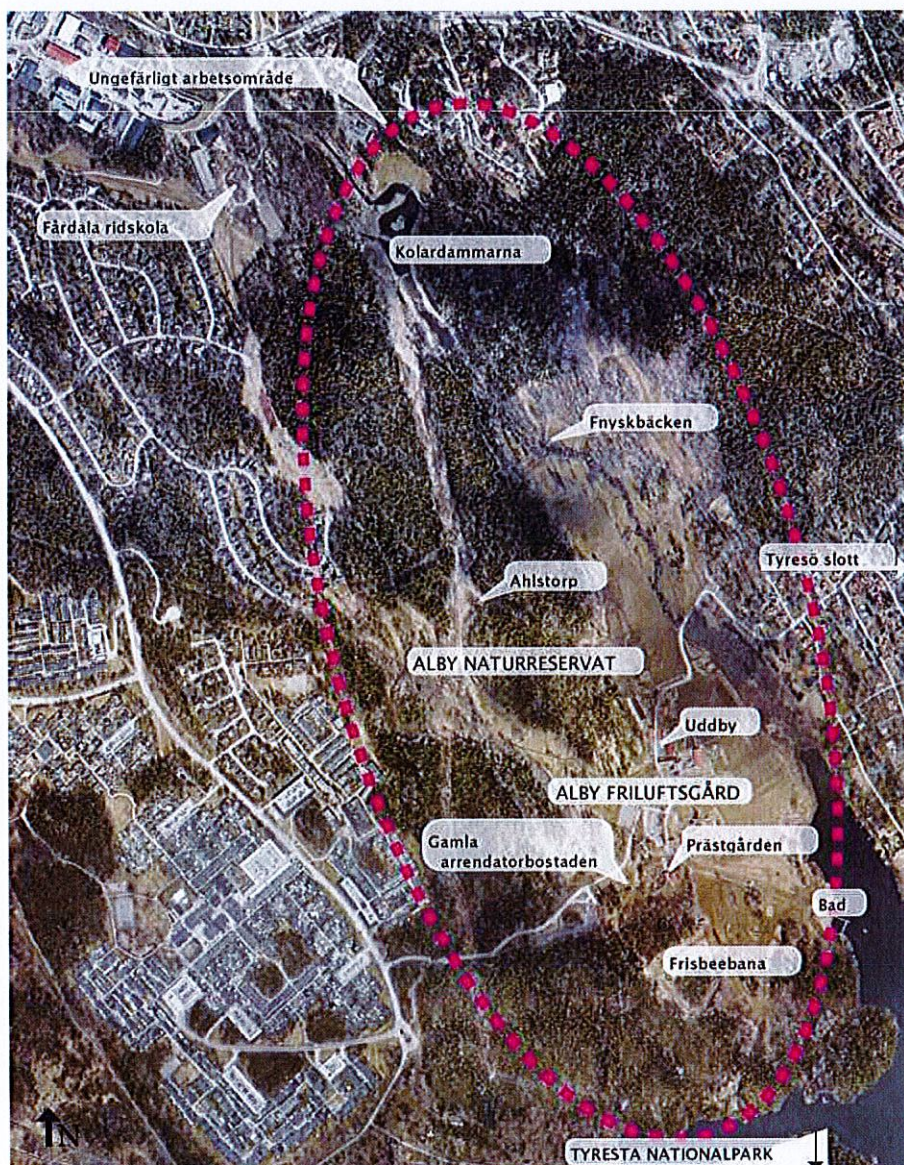 Ungefärligt arbetsområde
Fårdala ridskola
Kolardammarna
Fnyskbäcken
Tyresö slott
Ahlstorp
ALBY NATURRESERVAT
Uddby
ALBY FRILUFTSGÅRD
Gamla
arrendatorbostaden
Prästgården
Bad
Frisbeebana
N
TYRESTA NATIONALPARK